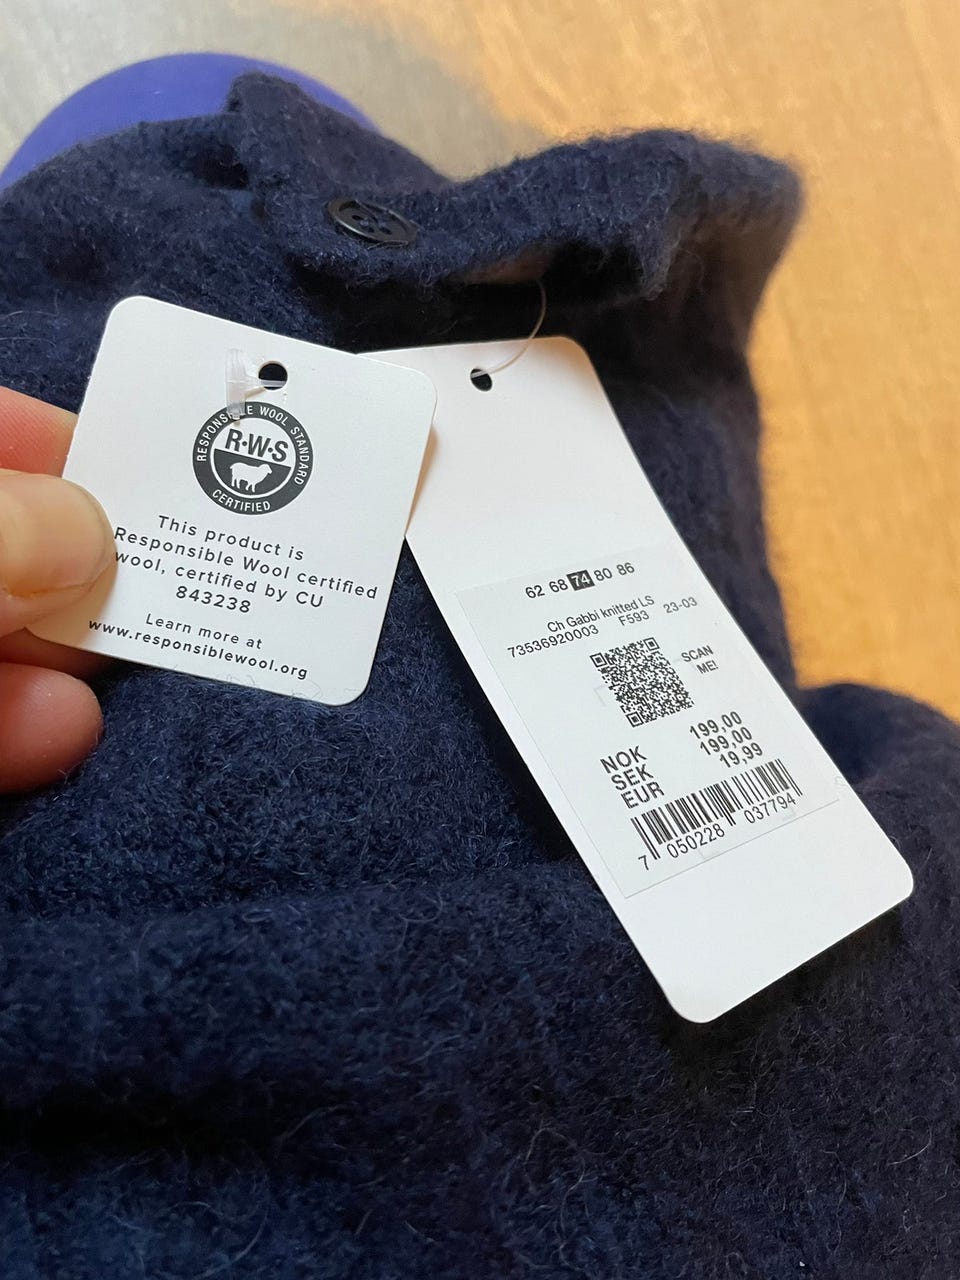 RESPONSIBLE WOOL STANDARD
R·W·S
CERTIFIED
This product is
Responsible Wool certified
wool, certified by CU
843238
Learn more at
www.responsiblewool.org
62 68 74 80 86
Ch Gabbi knitted LS
73536920003 F593 23-03
SCAN
ME!
NOK 199,00
SEK 199,00
EUR 19,99
7 050228 037794